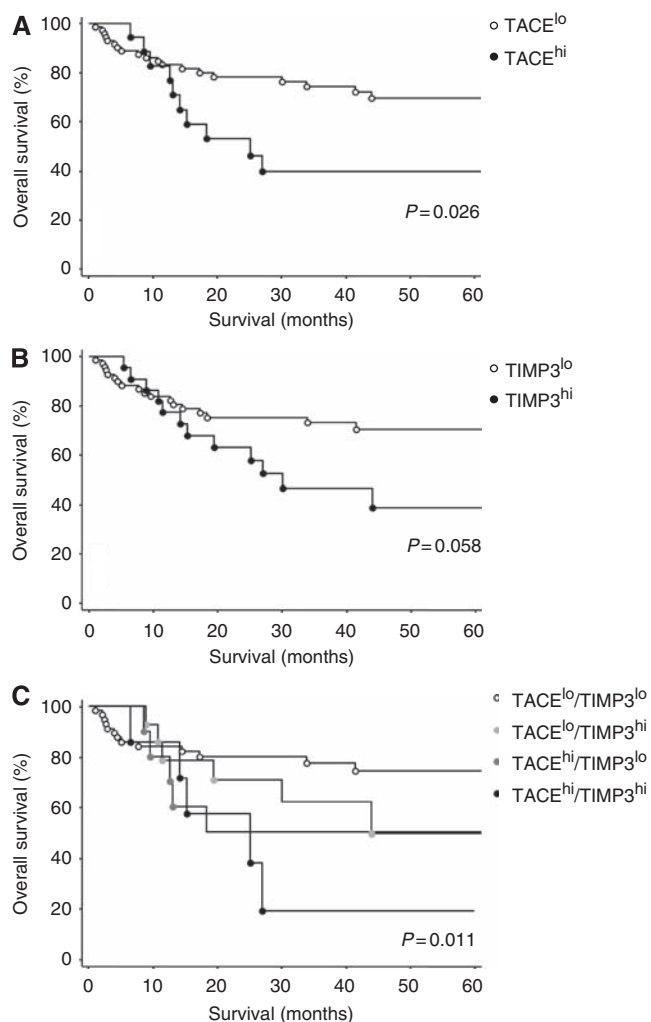 A
TACE^lo
TACE^hi
Overall survival (%)
100
80
60
40
20
0
P=0.026
0 10 20 30 40 50 60
Survival (months)
B
TIMP3^lo
TIMP3^hi
Overall survival (%)
100
80
60
40
20
0
P=0.058
0 10 20 30 40 50 60
Survival (months)
C
TACE^lo/TIMP3^lo
TACE^lo/TIMP3^hi
TACE^hi/TIMP3^lo
TACE^hi/TIMP3^hi
Overall survival (%)
100
80
60
40
20
0
P=0.011
0 10 20 30 40 50 60
Survival (months)